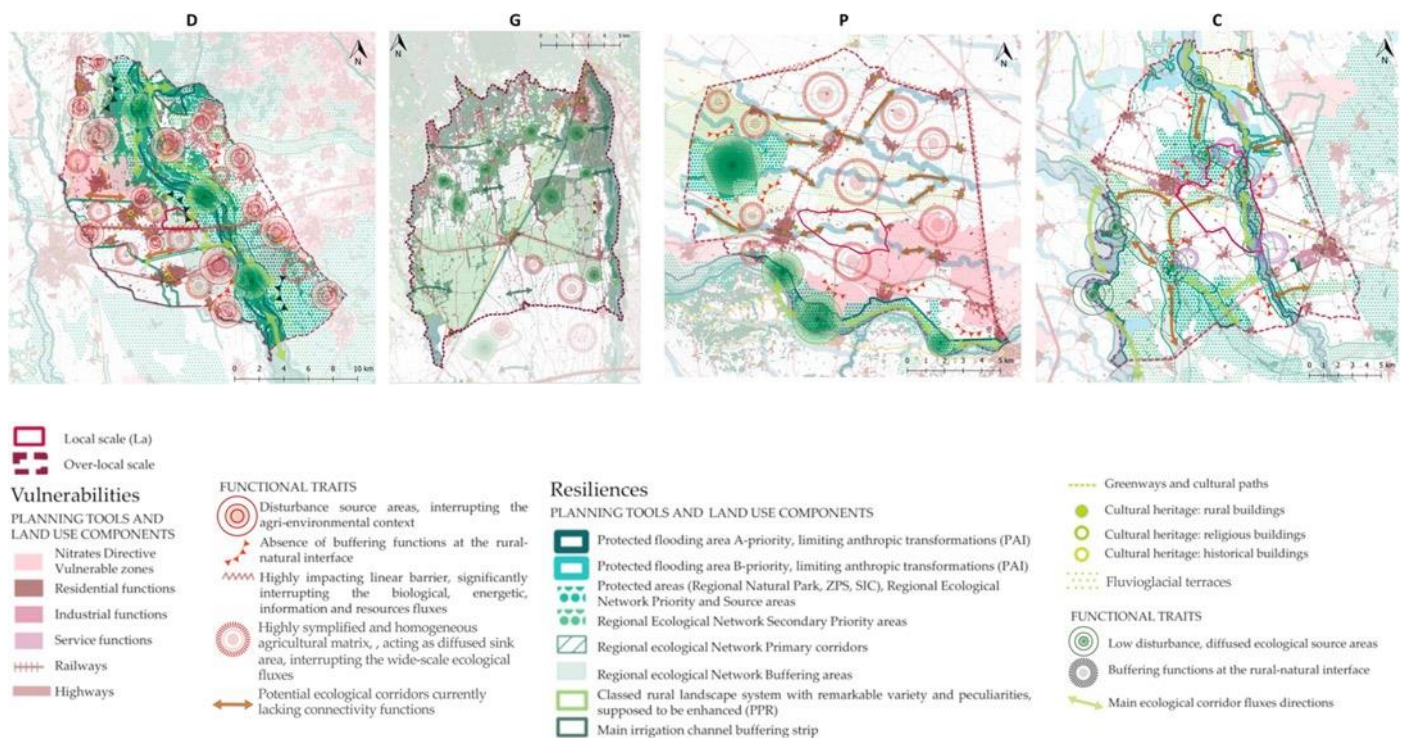 D
G
P
C
N
0 1 2 3 4 5 km
N
N
N
0 2 4 6 8 10 km
0 1 2 3 4 5 km
0 1 2 3 4 5 km
Local scale (La)
Over-local scale
Vulnerabilities
PLANNING TOOLS AND
LAND USE COMPONENTS
Nitrates Directive
Vulnerable zones
Residential functions
Industrial functions
Service functions
Railways
Highways
FUNCTIONAL TRAITS
Disturbance source areas, interrupting the
agri-environmental context
Absence of buffering functions at the rural-
natural interface
Highly impacting linear barrier, significantly
interrupting the biological, energetic,
information and resources fluxes
Highly symplified and homogeneous
agricultural matrix, , acting as diffused sink
area, interrupting the wide-scale ecological
fluxes
Potential ecological corridors currently
lacking connectivity functions
Resiliences
PLANNING TOOLS AND LAND USE COMPONENTS
Protected flooding area A-priority, limiting anthropic transformations (PAI)
Protected flooding area B-priority, limiting anthropic transformations (PAI)
Protected areas (Regional Natural Park, ZPS, SIC), Regional Ecological
Network Priority and Source areas
Regional Ecological Network Secondary Priority areas
Regional ecological Network Primary corridors
Regional ecological Network Buffering areas
Classed rural landscape system with remarkable variety and peculiarities,
supposed to be enhanced (PPR)
Main irrigation channel buffering strip
Greenways and cultural paths
Cultural heritage: rural buildings
Cultural heritage: religious buildings
Cultural heritage: historical buildings
Fluvioglacial terraces
FUNCTIONAL TRAITS
Low disturbance, diffused ecological source areas
Buffering functions at the rural-natural interface
Main ecological corridor fluxes directions